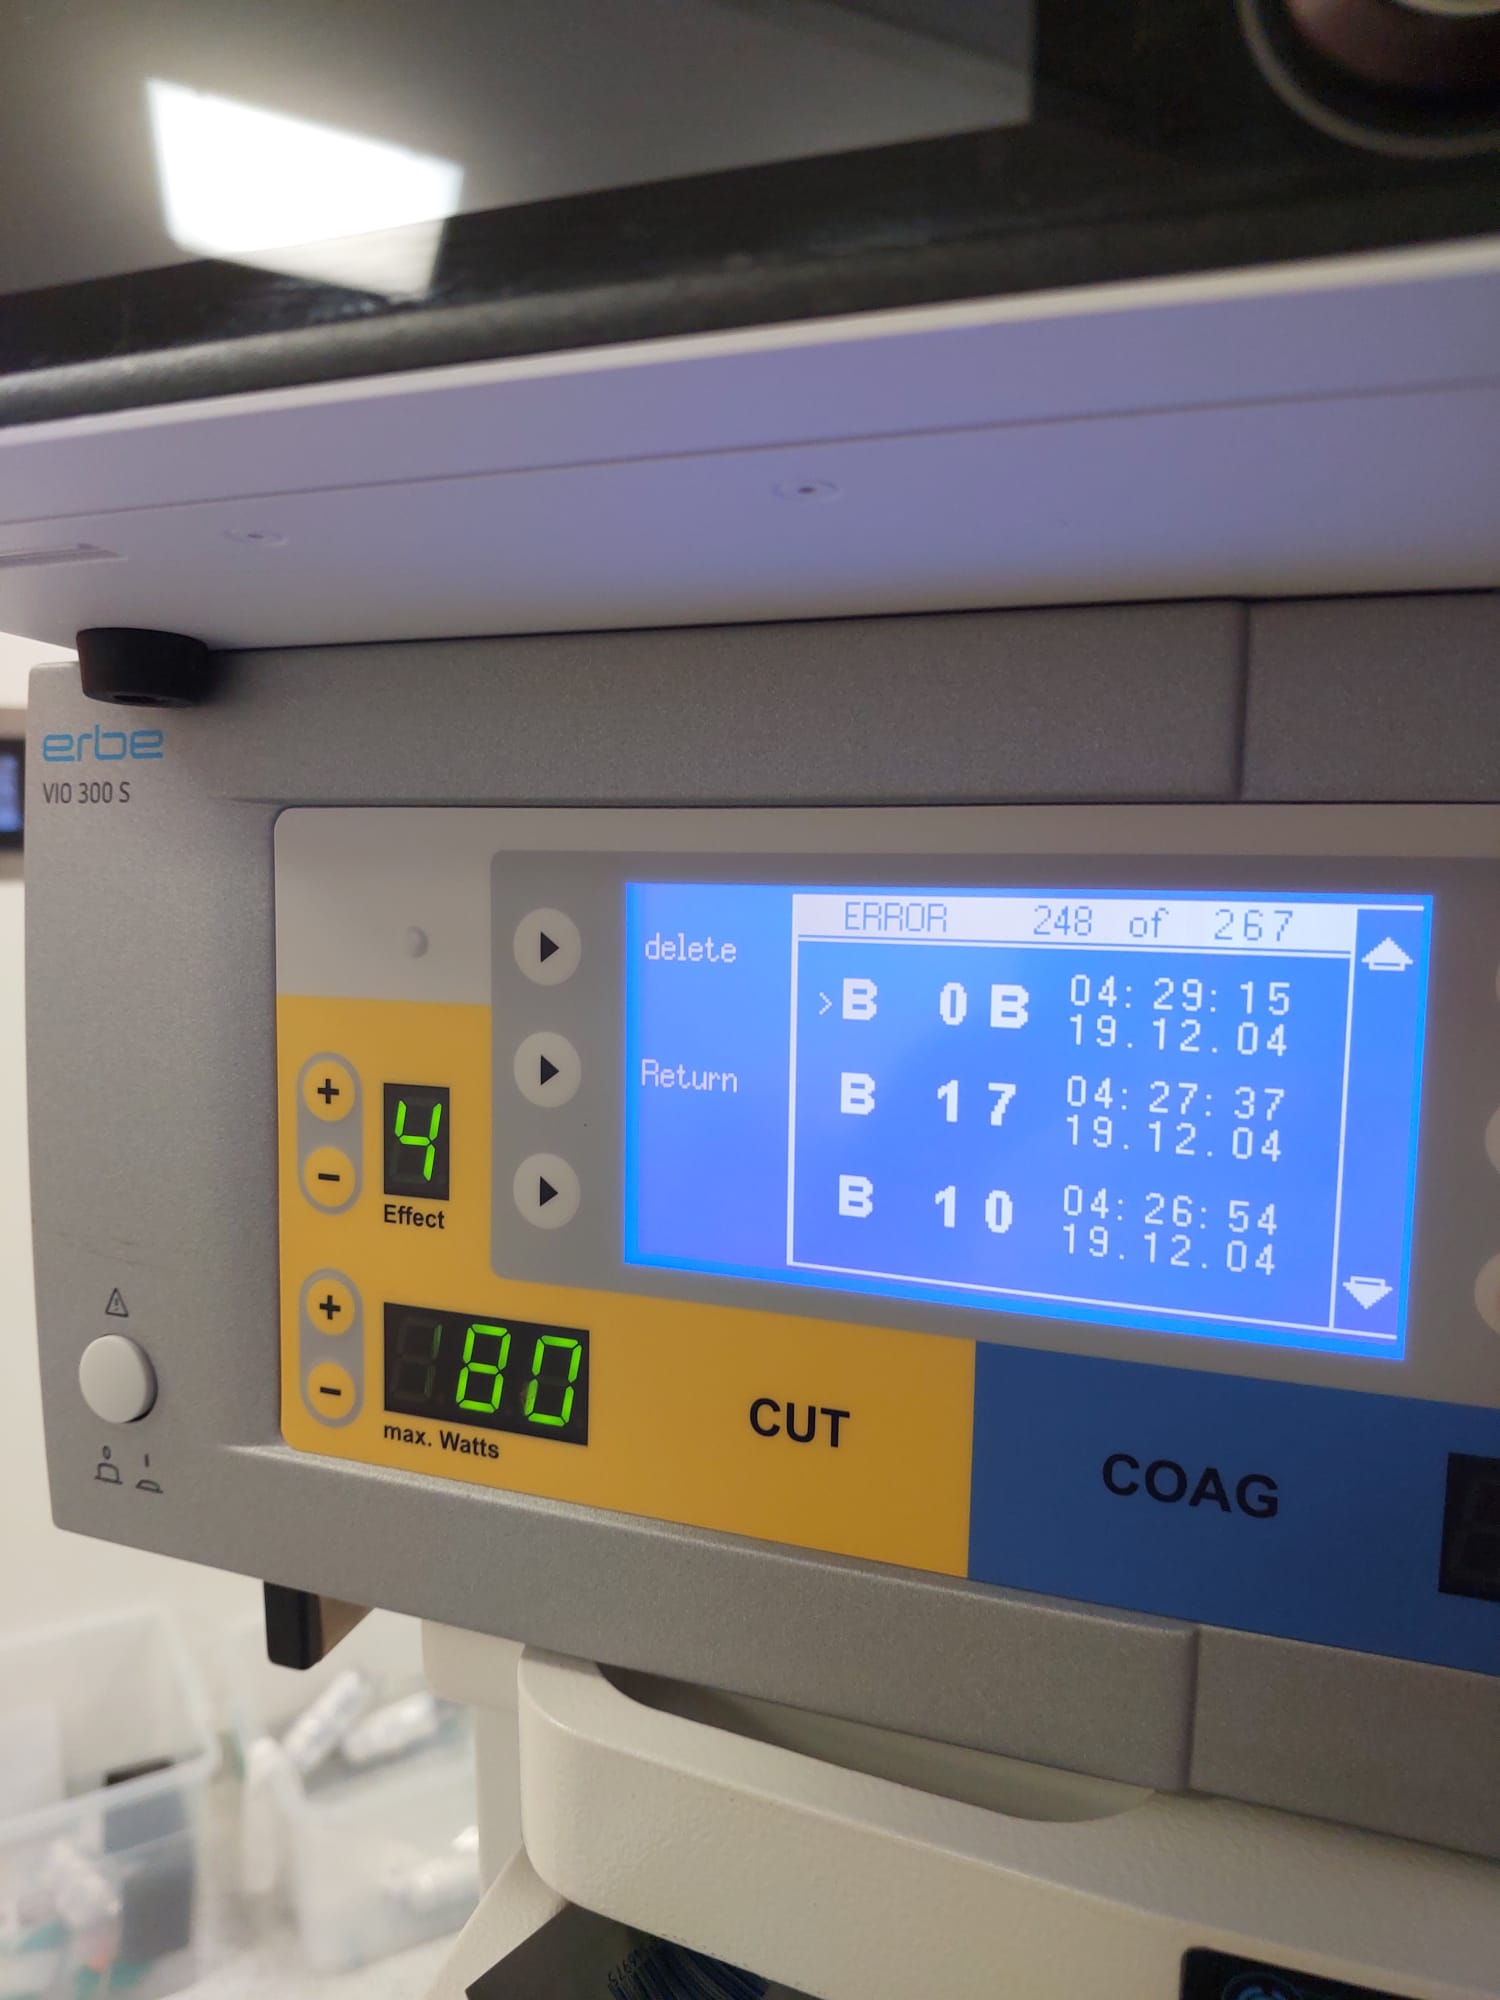 erbe
VIO 300 S
delete
Return
ERROR 248 of 267
>B 0B 04:29:15
19.12.04
B 17 04:27:37
19.12.04
B 10 04:26:54
19.12.04
+
4
-
Effect
+
80
-
max. Watts
CUT
COAG